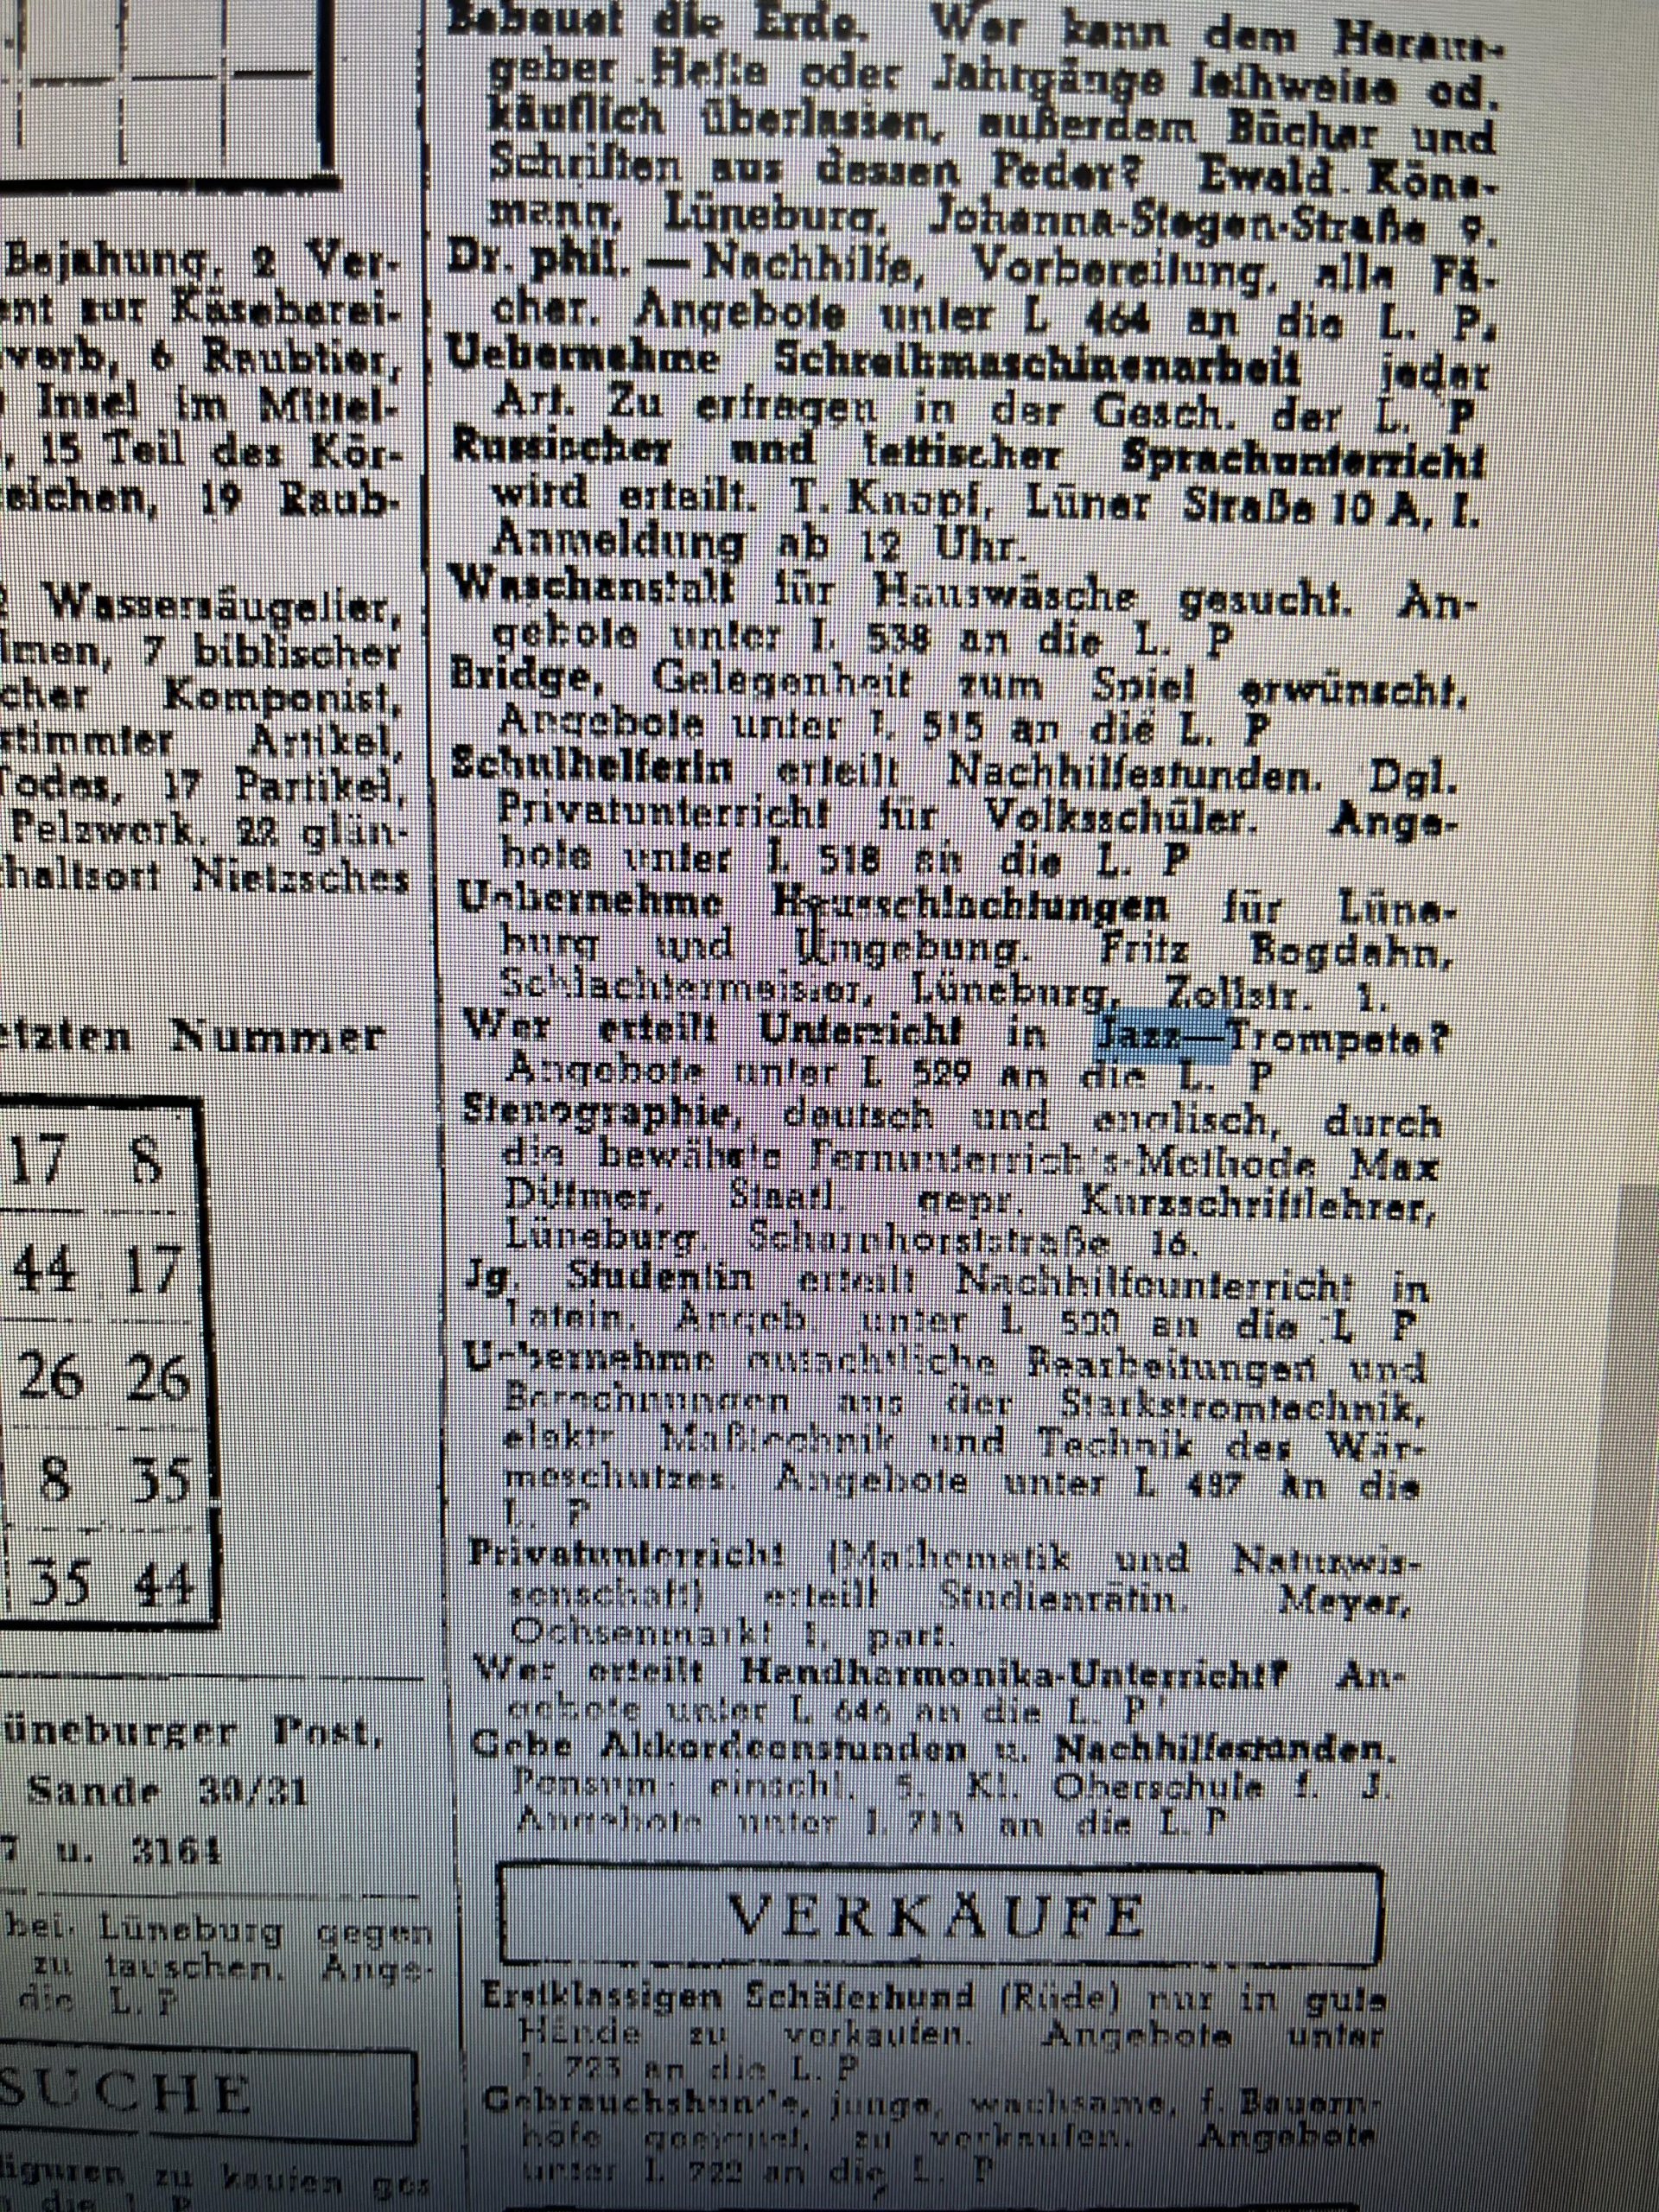 Bejahung, 2 Ver-
ent zur Käseberei-
werb, 6 Raubtier,
Insel im Mittel-
, 15 Teil des Kör-
eichen, 19 Raub-
Wassersäugetier,
lmen, 7 biblischer
cher Komponist,
stimmter Artikel,
Todes, 17 Partikel,
Pelzwerk, 22 glän-
haltsort Nietzsches
etzten Nummer
17 8
44 17
26 26
8 35
35 44
üneburger Post,
Sande 30/31
7 u. 3164
bei Lüneburg gegen
zu tauschen. Ange-
die L. P
SUCHE
figuren zu kaufen ges
die L P
Bebauet die Erde. Wer kann dem Heraus-
geber Hefte oder Jahrgänge leihweise od.
käuflich überlassen, außerdem Bücher und
Schriften aus dessen Feder? Ewald Köne-
mann, Lüneburg, Johanna-Stegen-Straße 9.
Dr. phil. — Nachhilfe, Vorbereitung, alle Fä-
cher. Angebote unter L 464 an die L. P.
Uebernehme Schreibmaschinenarbeit jeder
Art. Zu erfragen in der Gesch. der L. P
Russischer und lettischer Sprachunterricht
wird erteilt. T. Knopf, Lüner Straße 10 A, I.
Anmeldung ab 12 Uhr.
Waschanstalt für Hauswäsche gesucht. An-
gebote unter L 538 an die L. P
Bridge, Gelegenheit zum Spiel erwünscht.
Angebote unter L 515 an die L. P
Schulhelferin erteilt Nachhilfestunden. Dgl.
Privatunterricht für Volksschüler. Ange-
bote unter L 518 an die L. P
Uebernehme Hausschlachtungen für Lüne-
burg und Umgebung. Fritz Bogdahn,
Schlachtermeister, Lüneburg, Zollstr. 1.
Wer erteilt Unterricht in Jazz—Trompete?
Angebote unter L 529 an die L. P
Stenographie, deutsch und englisch, durch
die bewährte Fernunterrichts-Methode Max
Dittmer, Staatl. gepr. Kurzschriftlehrer,
Lüneburg, Scharnhorststraße 16.
Jg. Studentin erteilt Nachhilfeunterricht in
Latein. Angeb. unter L an die L P
Uebernehme gutachtliche Bearbeitungen und
Berechnungen aus der Starkstromtechnik,
elektr Meßtechnik und Technik des Wär-
meschutzes. Angebote unter L 487 an die
L. P
Privatunterricht (Mathematik und Naturwis-
senschaft) erteilt Studienrätin. Meyer,
Ochsenmarkt 1, part.
Wer erteilt Handharmonika-Unterricht? An-
gebote unter L 646 an die L. P
Gebe Akkordeonstunden u. Nachhilfestunden.
Pensum einschl. 5. Kl. Oberschule f. J.
Angebote unter L 713 an die L. P
VERKÄUFE
Erstklassigen Schäferhund (Rüde) nur in gute
Hände zu verkaufen. Angebote unter
L 723 an die L. P
Gebrauchshunde, junge, wachsame, f. Bauern-
höfe geeignet, zu verkaufen. Angebote
unter L 722 an die L. P